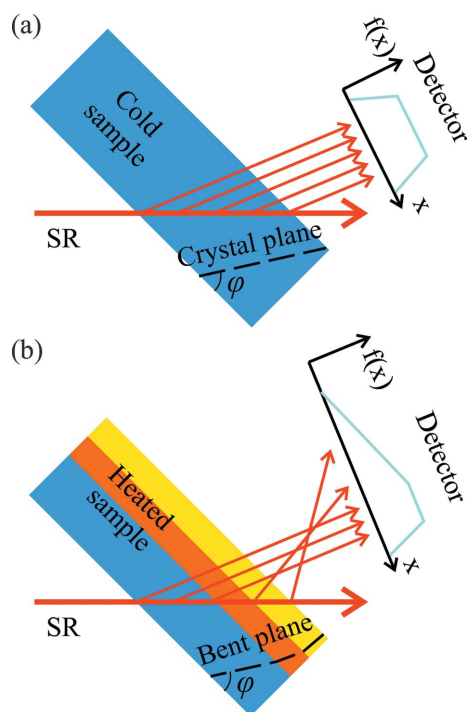 (a)
f(x)
Detector
Cold
sample
x
SR
Crystal plane
φ
(b)
f(x)
Detector
Heated
sample
x
SR
Bent plane
φ